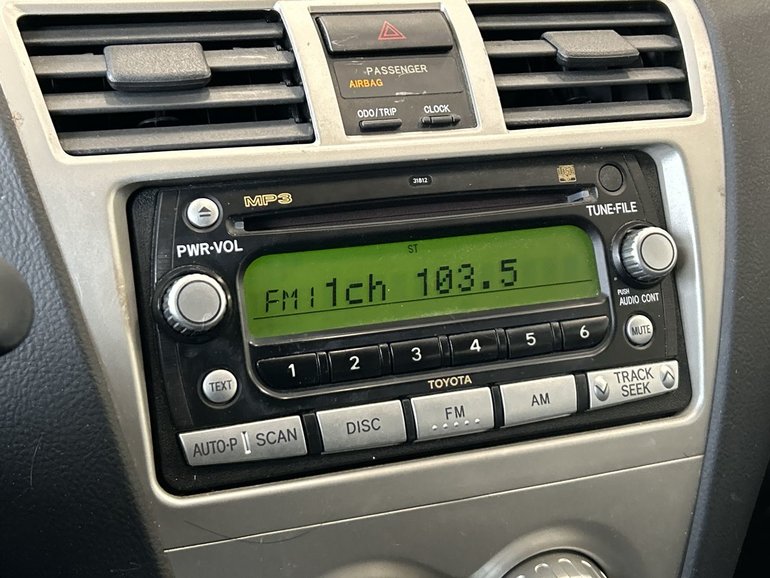 PASSENGER
AIRBAG
ODO/TRIP CLOCK
31812
MP3
TUNE·FILE
PWR·VOL
ST
FM1 1ch 103.5
PUSH
AUDIO CONT
MUTE
1 2 3 4 5 6
TEXT
TOYOTA
AUTO·P SCAN DISC FM AM TRACK
SEEK